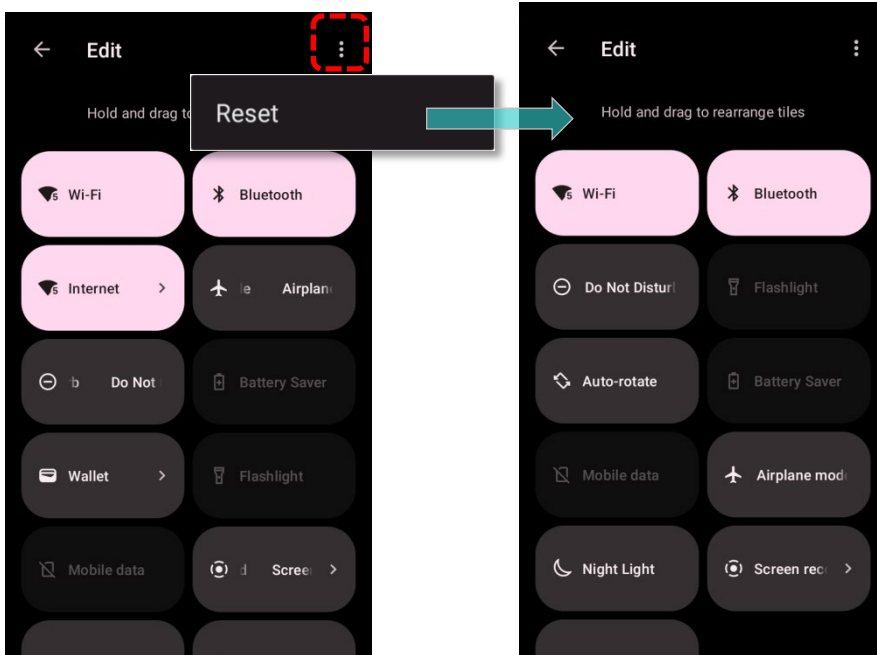 Edit
Hold and drag to
Reset
Wi-Fi
Bluetooth
Internet
le Airplan
b Do Not
Battery Saver
Wallet
Flashlight
Mobile data
d Scree
Edit
Hold and drag to rearrange tiles
Wi-Fi
Bluetooth
Do Not Distur
Flashlight
Auto-rotate
Battery Saver
Mobile data
Airplane mod
Night Light
Screen rec